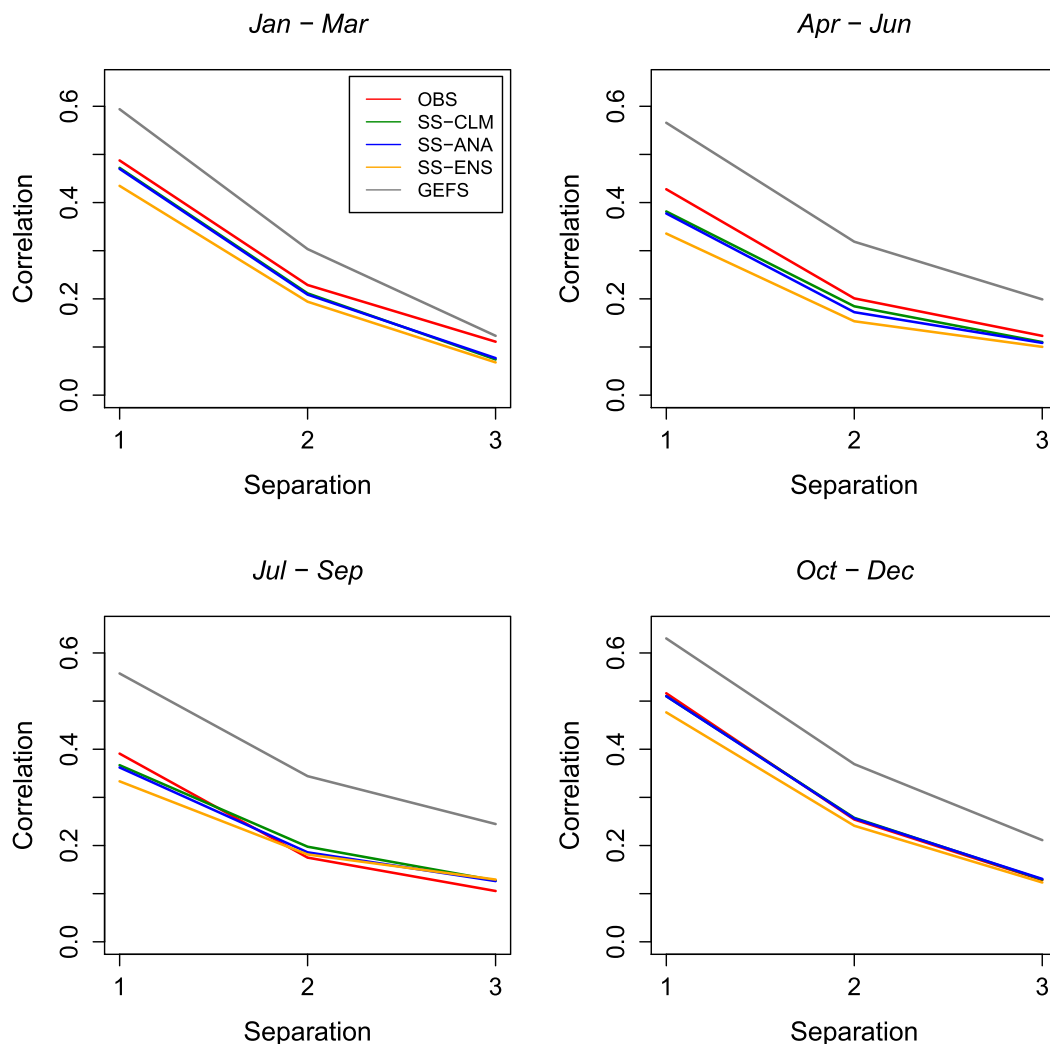 Jan − Mar
Correlation
0.0 0.2 0.4 0.6
OBS
SS−CLM
SS−ANA
SS−ENS
GEFS
1 2 3
Separation
Apr − Jun
Correlation
0.0 0.2 0.4 0.6
1 2 3
Separation
Jul − Sep
Correlation
0.0 0.2 0.4 0.6
1 2 3
Separation
Oct − Dec
Correlation
0.0 0.2 0.4 0.6
1 2 3
Separation